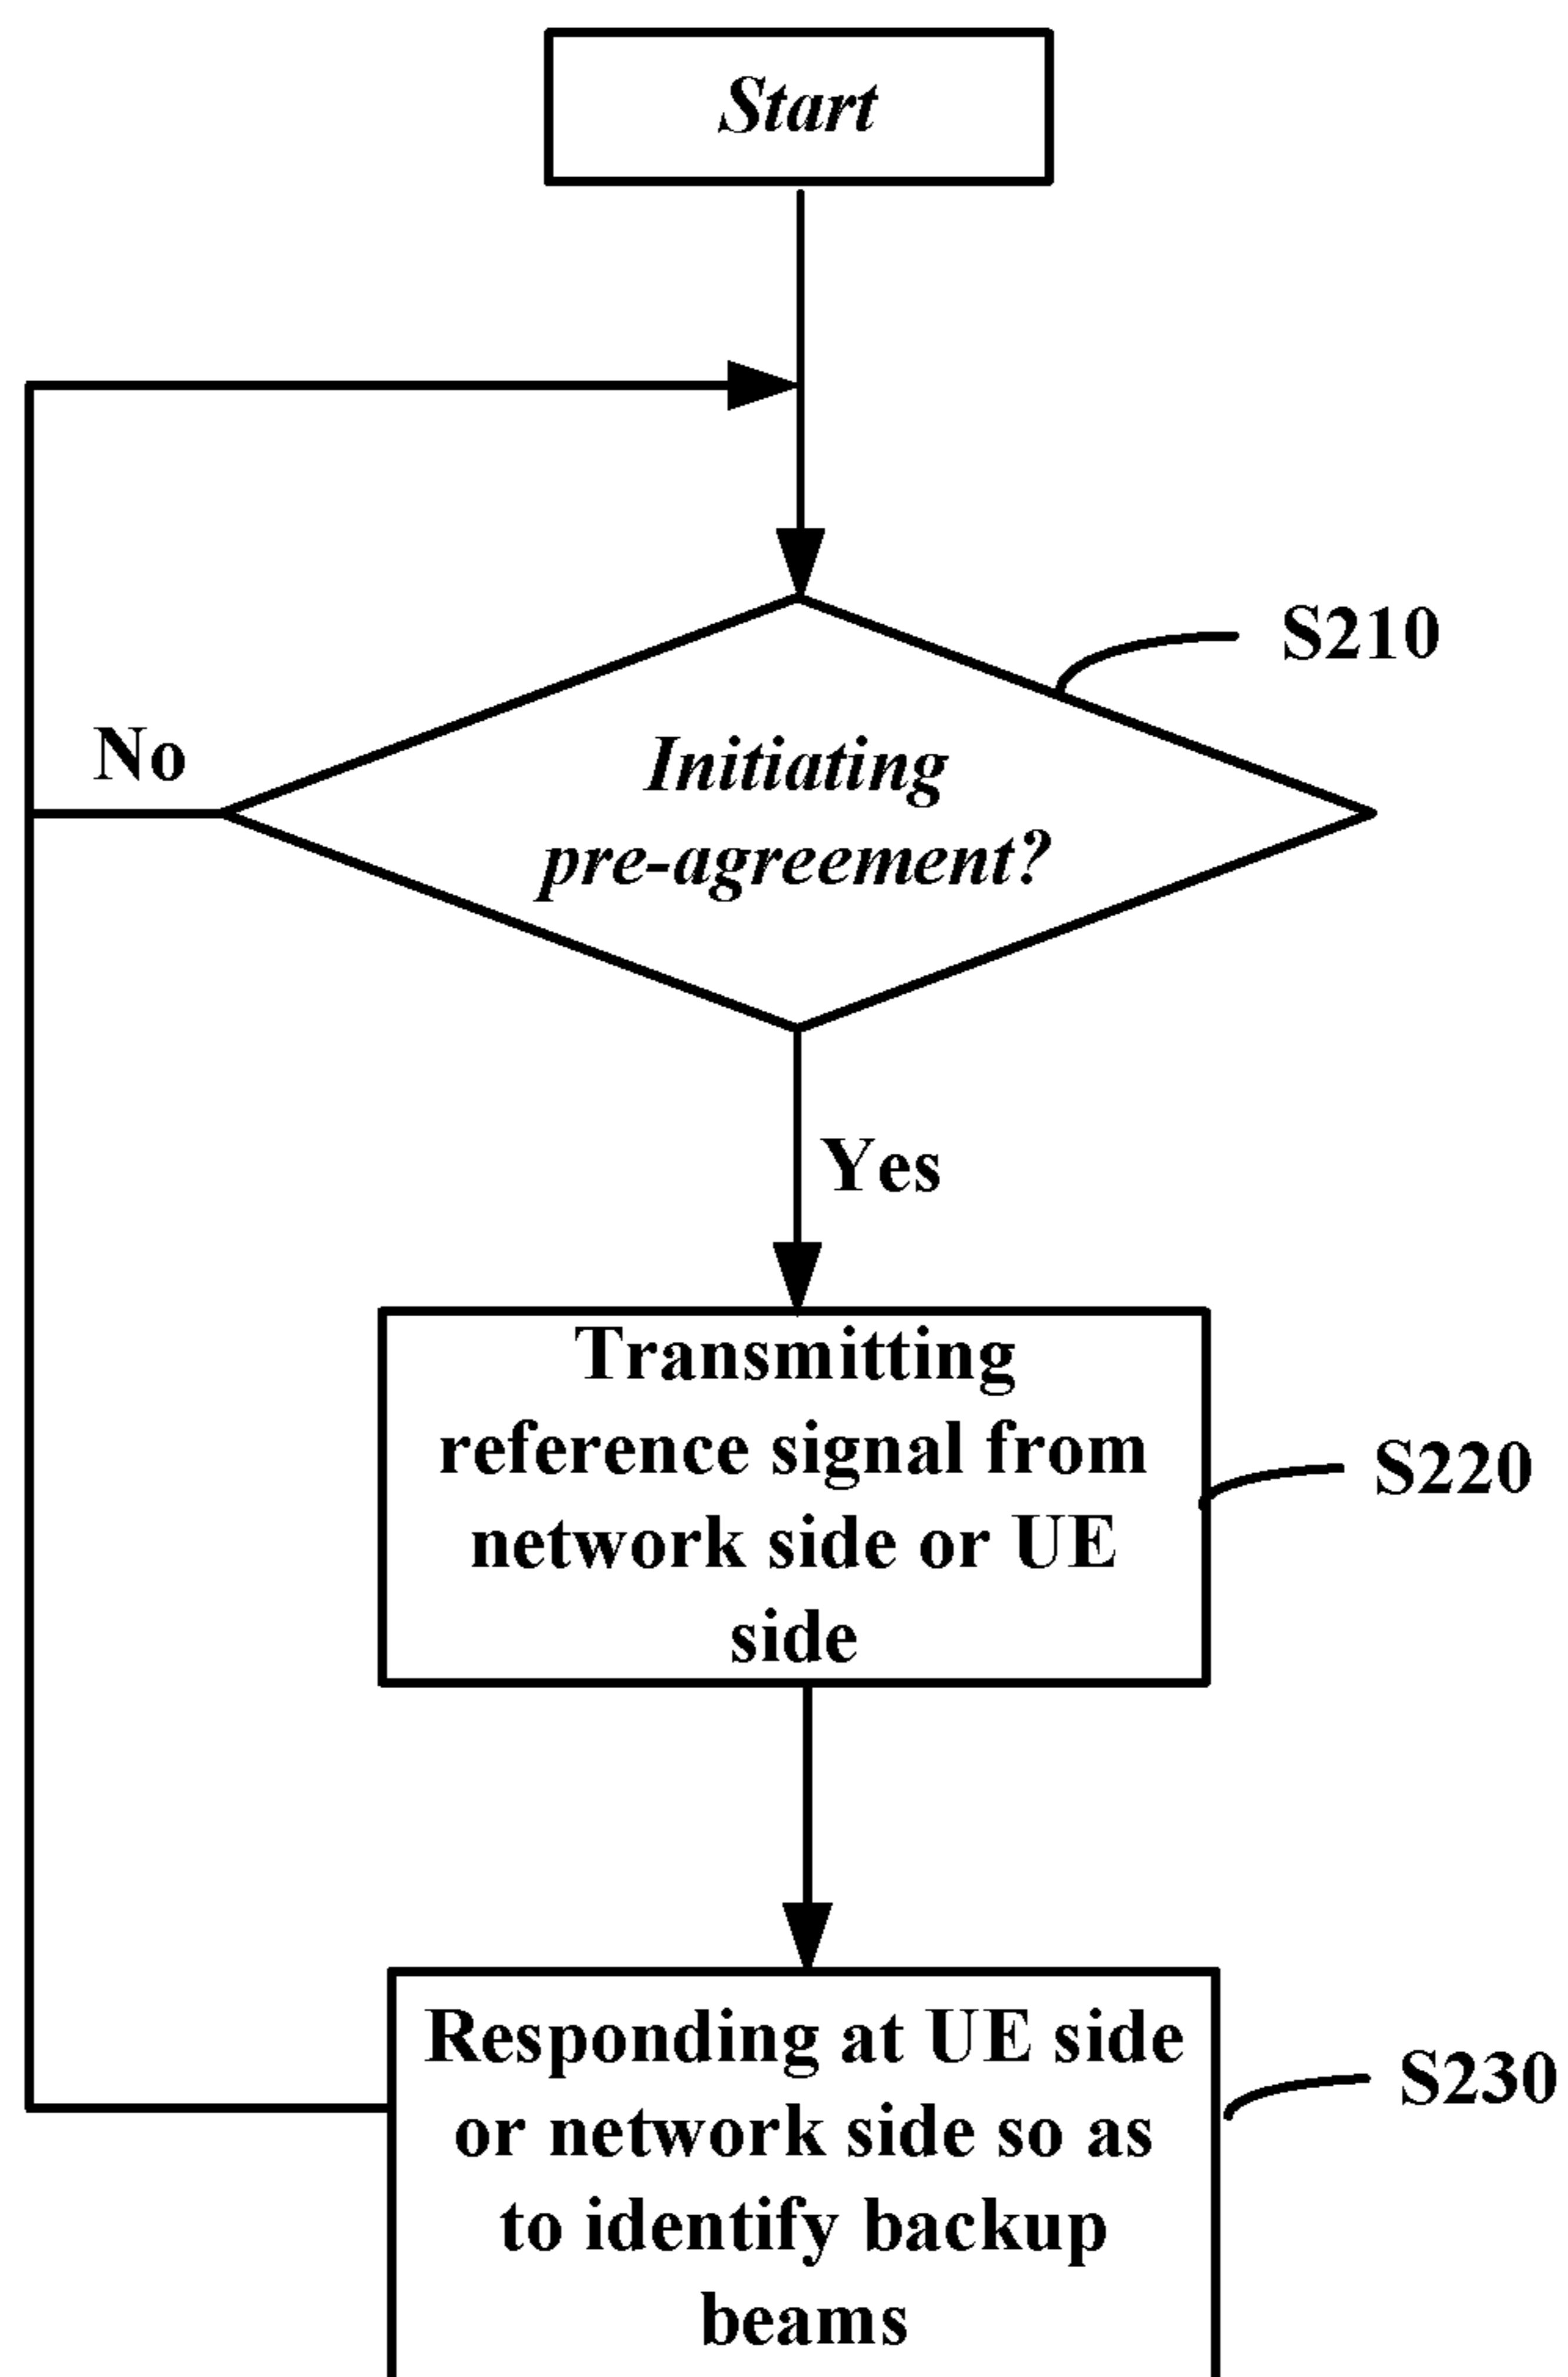 Start
S210
No
Initiating
pre-agreement?
Yes
Transmitting
reference signal from
network side or UE
side
S220
Responding at UE side
or network side so as
to identify backup
beams
S230